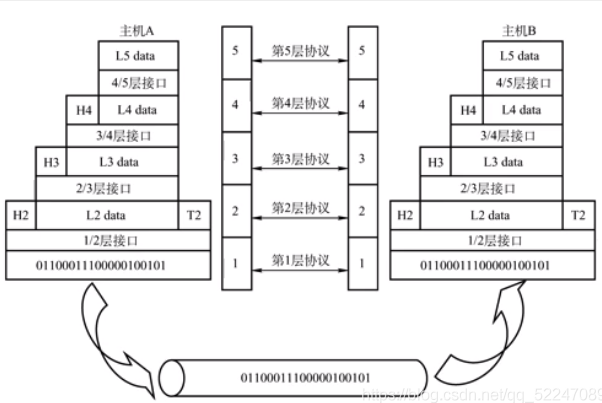 主机A
主机B
L5 data
5
第5层协议
5
L5 data
4/5层接口
4/5层接口
H4
L4 data
4
第4层协议
4
H4
L4 data
3/4层接口
3/4层接口
H3
L3 data
3
第3层协议
3
H3
L3 data
2/3层接口
2/3层接口
H2
L2 data
T2
2
第2层协议
2
H2
L2 data
T2
1/2层接口
1/2层接口
01100011100000100101
1
第1层协议
1
01100011100000100101
01100011100000100101
https://blog.csdn.net/qq_52247089